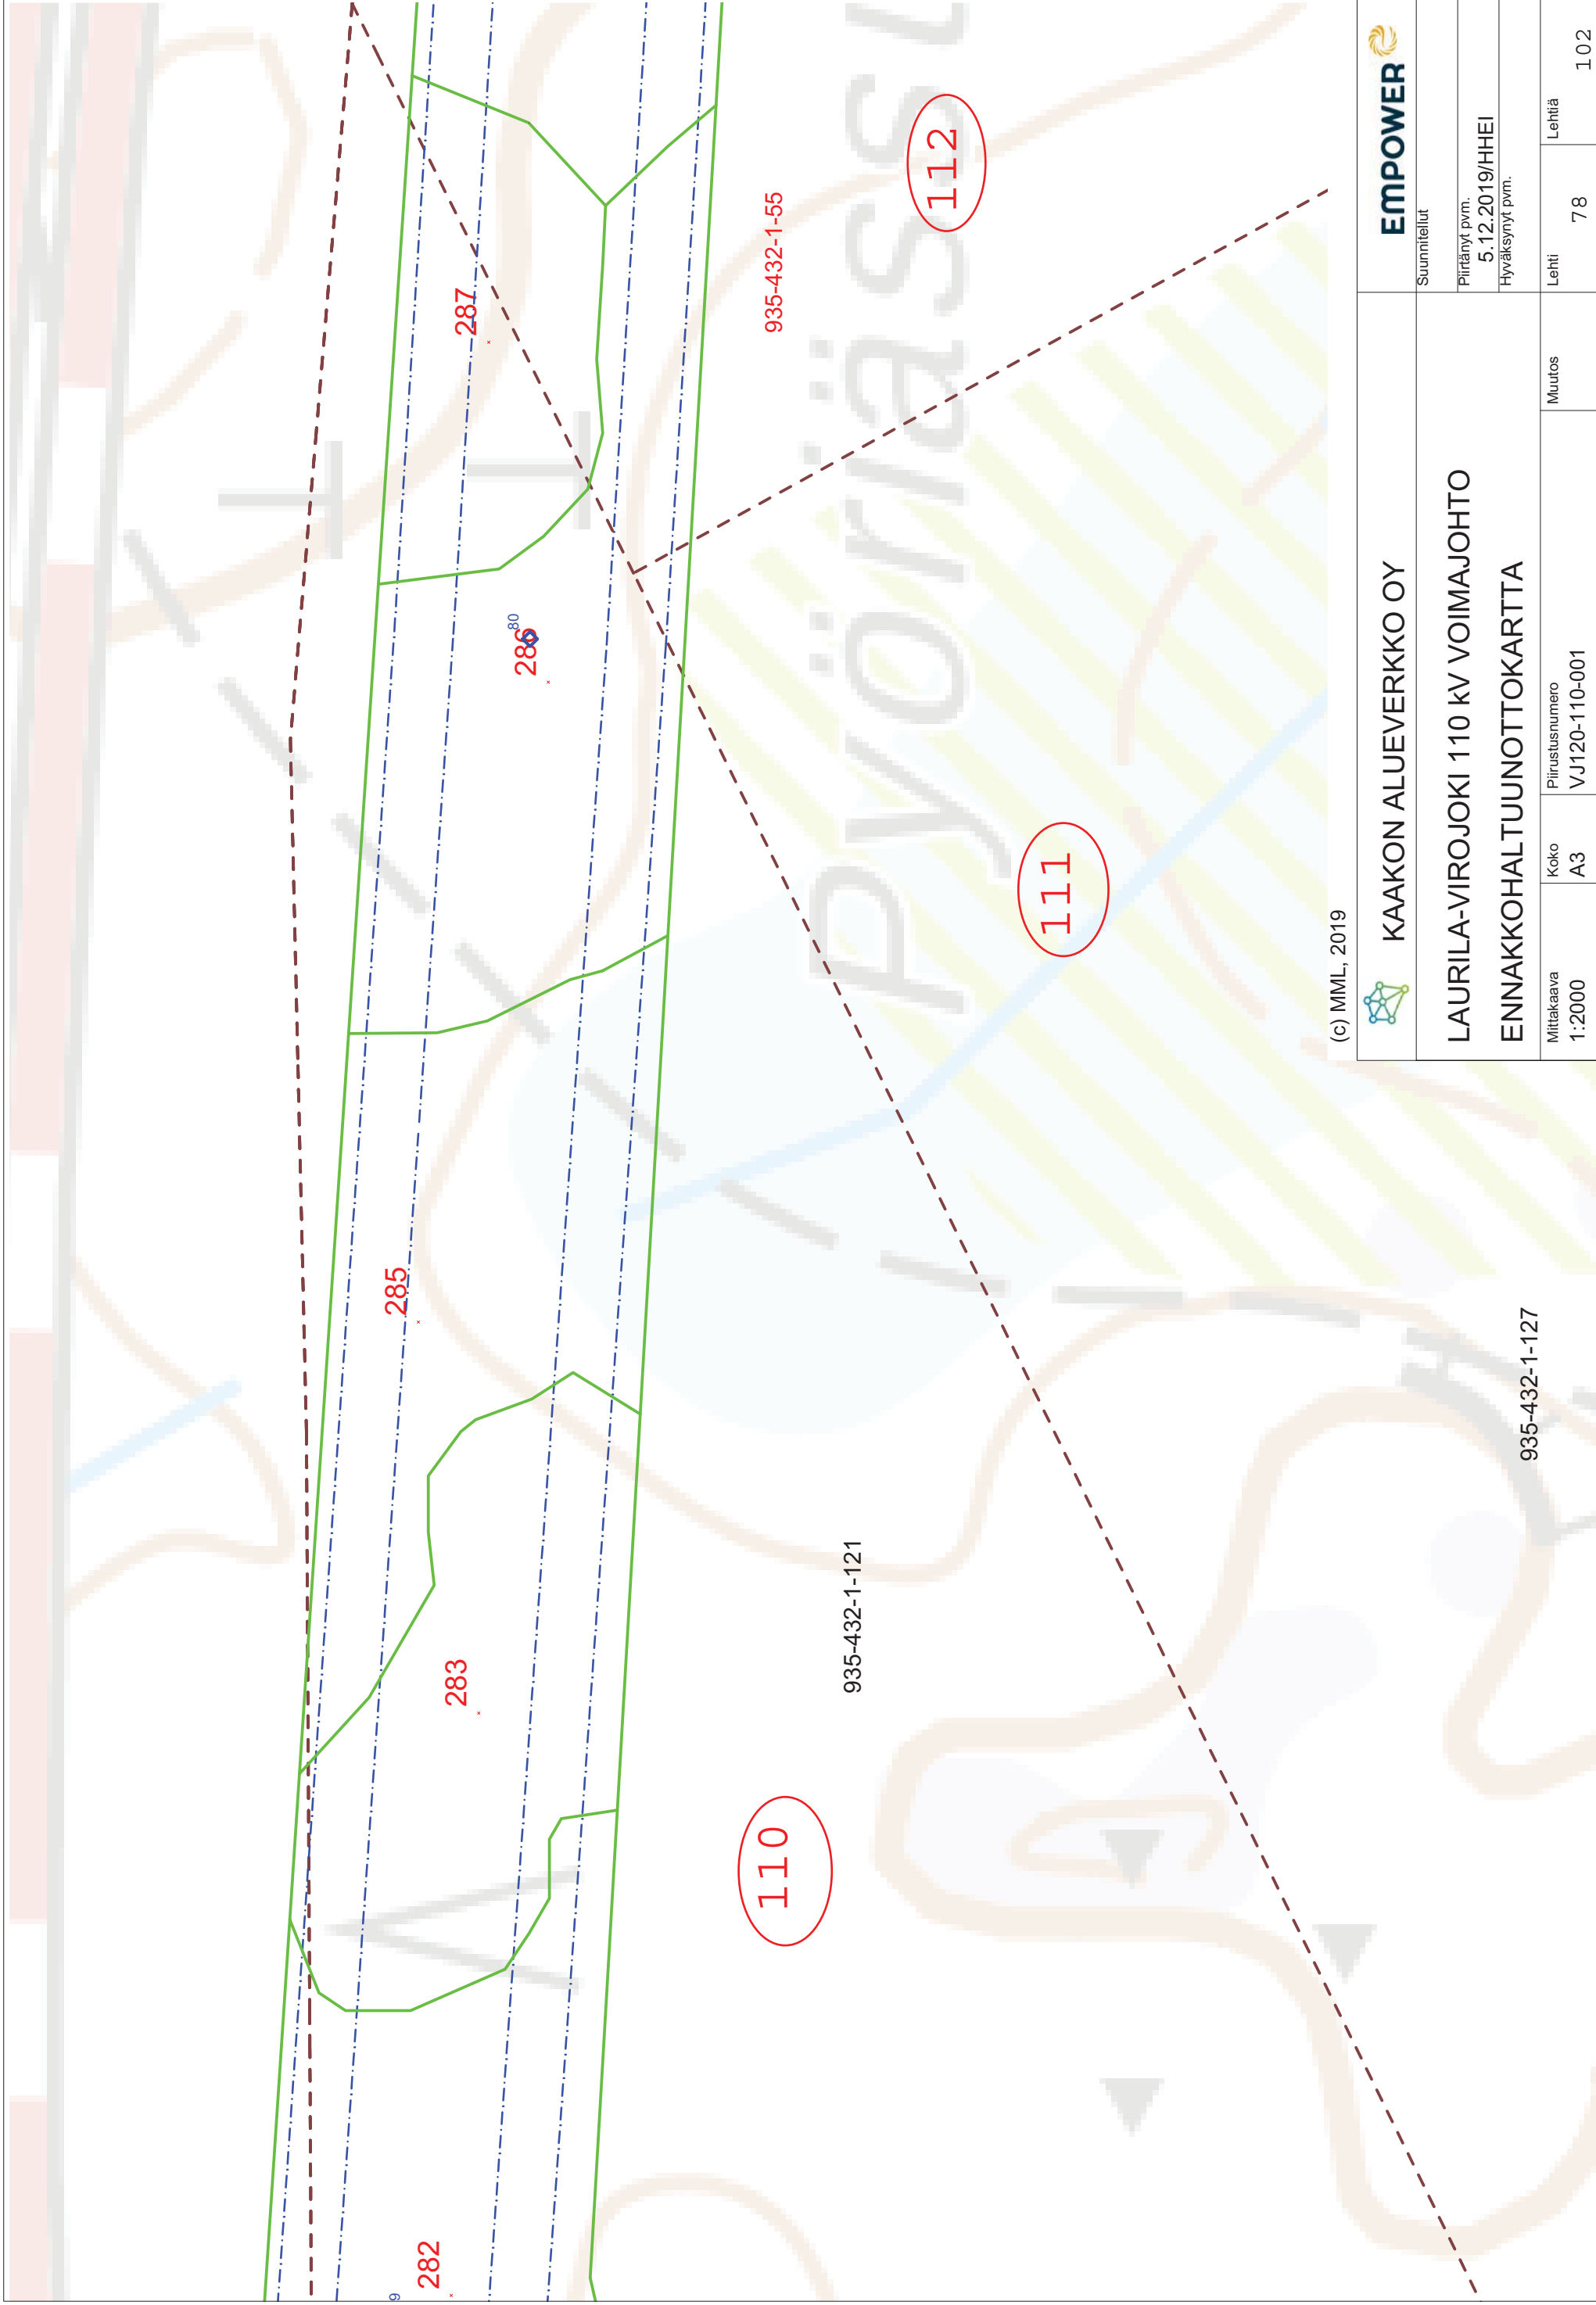 282
283
285
286
80
287
9
110
111
112
935-432-1-121
935-432-1-55
935-432-1-127
(c) MML, 2019
KAAKON ALUEVERKKO OY
EMPOWER
LAURILA-VIROJOKI 110 kV VOIMAJOHTO
ENNAKKOHALTUUNOTTOKARTTA
Suunnitellut
Piirtänyt pvm.
5.12.2019/HHEI
Hyväksynyt pvm.
Mittakaava
1:2000
Koko
A3
Piirustusnumero
VJ120-110-001
Muutos
Lehti
78
Lehtiä
102